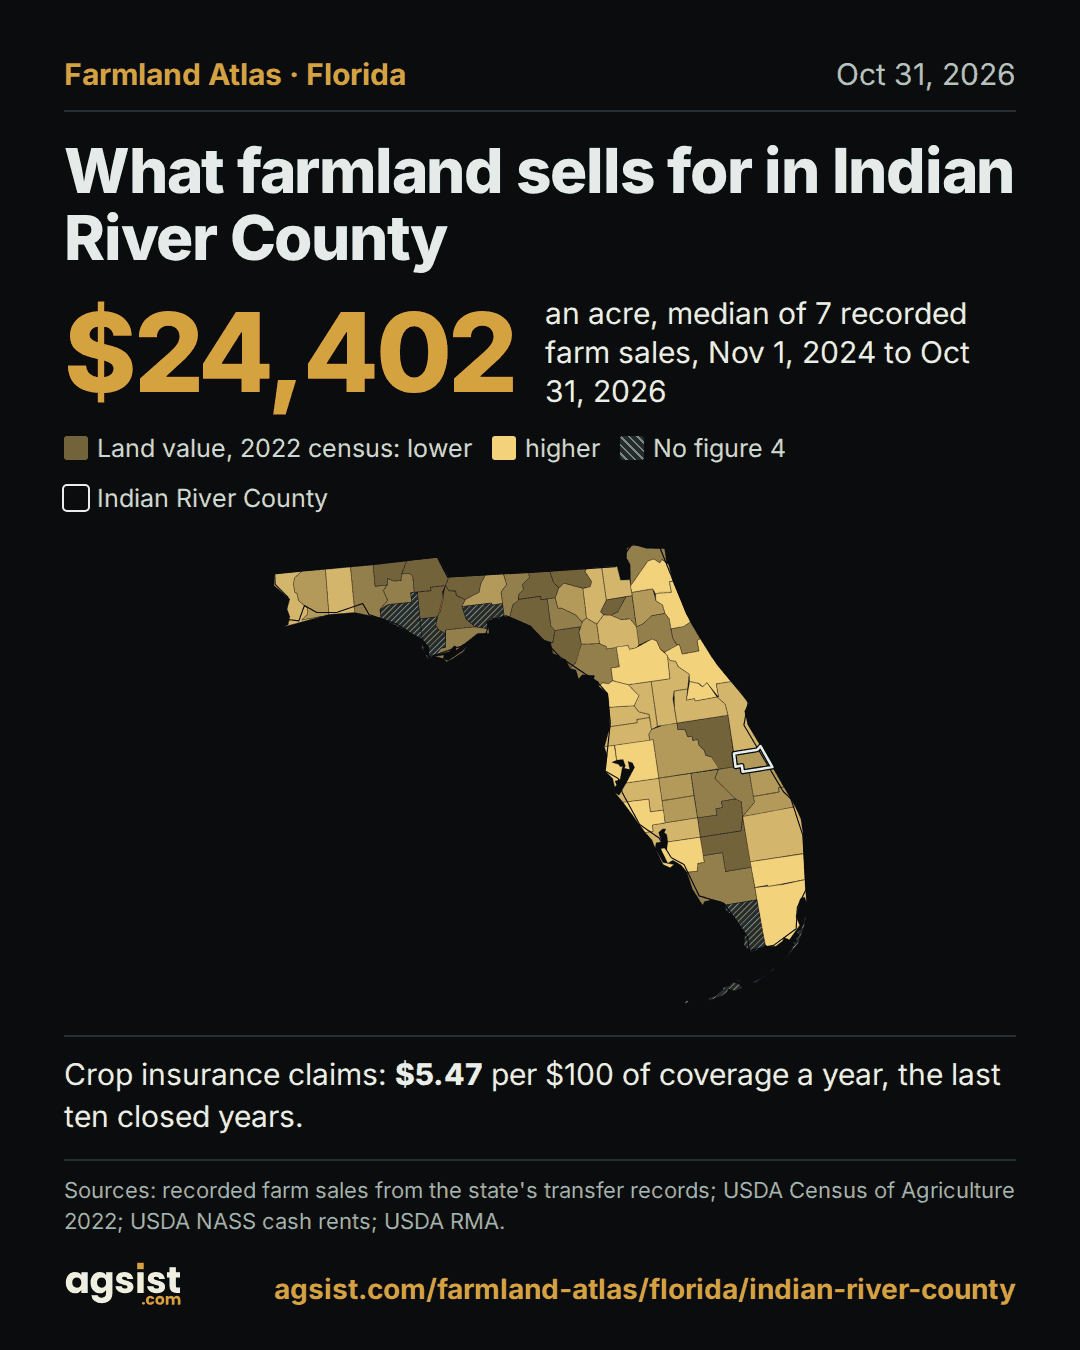 Farmland Atlas · Florida
Oct 31, 2026
What farmland sells for in Indian
River County
$24,402
an acre, median of 7 recorded
farm sales, Nov 1, 2024 to Oct
31, 2026
Land value, 2022 census: lower
higher
No figure 4
Indian River County
Crop insurance claims: $5.47 per $100 of coverage a year, the last
ten closed years.
Sources: recorded farm sales from the state's transfer records; USDA Census of Agriculture
2022; USDA NASS cash rents; USDA RMA.
agsist
.com
agsist.com/farmland-atlas/florida/indian-river-county